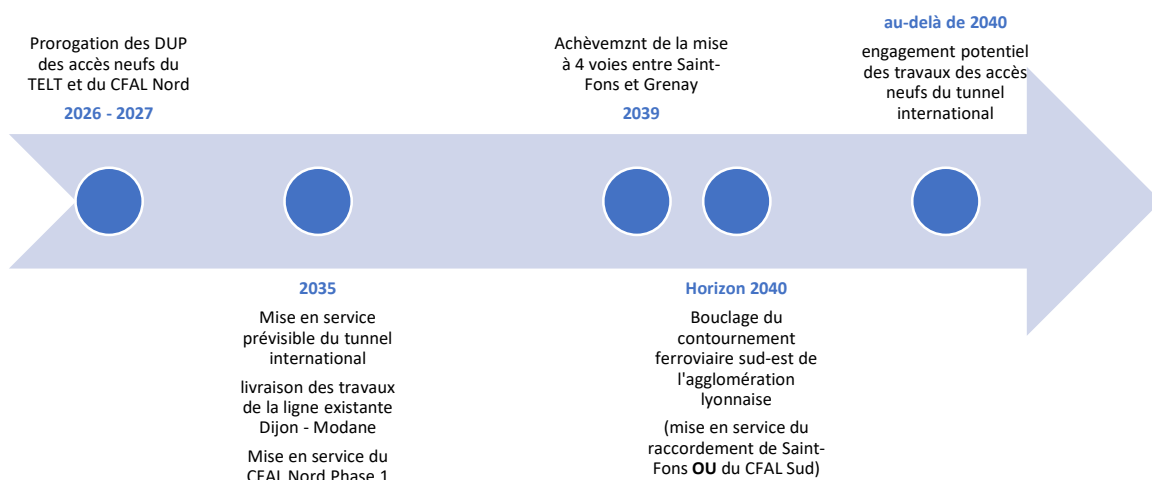 Prorogation des DUP
des accès neufs du
TELT et du CFAL Nord
2026 - 2027
2035
Mise en service
prévisible du tunnel
international
livraison des travaux
de la ligne existante
Dijon - Modane
Mise en service du
CFAL Nord Phase 1
Achèvemznt de la mise
à 4 voies entre Saint-
Fons et Grenay
2039
Horizon 2040
Bouclage du
contournement
ferroviaire sud-est de
l'agglomération
lyonnaise
(mise en service du
raccordement de Saint-
Fons OU du CFAL Sud)
au-delà de 2040
engagement potentiel
des travaux des accès
neufs du tunnel
international